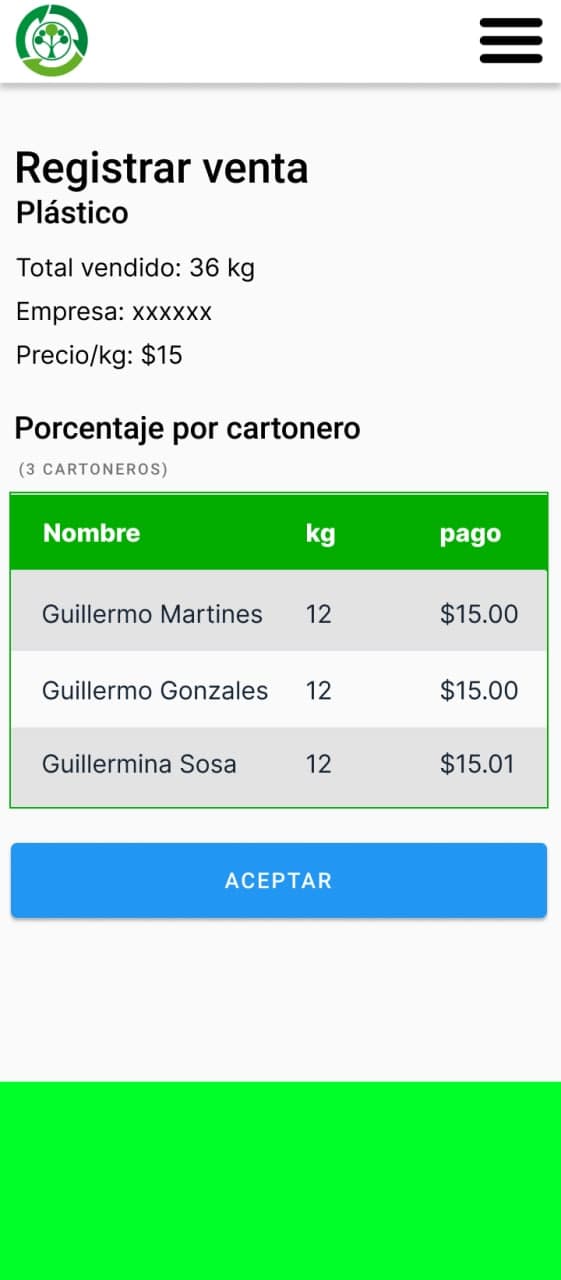 Registrar venta
Plástico
Total vendido: 36 kg
Empresa: xxxxxx
Precio/kg: $15
Porcentaje por cartonero
(3 CARTONEROS)
Nombre kg pago
Guillermo Martines 12 $15.00
Guillermo Gonzales 12 $15.00
Guillermina Sosa 12 $15.01
ACEPTAR